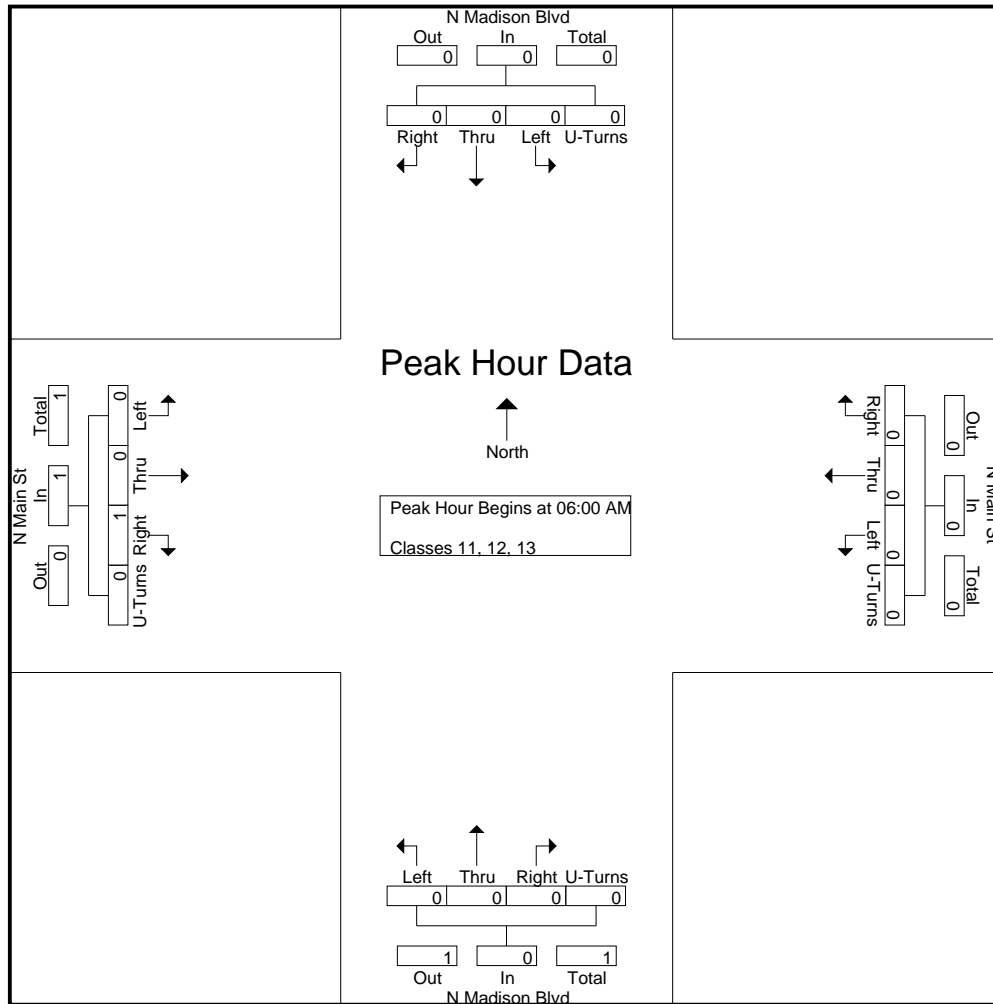 N Madison Blvd
Out In Total
0 0 0
0 0 0 0
Right Thru Left U-Turns
Peak Hour Data
North
Peak Hour Begins at 06:00 AM
Classes 11, 12, 13
N Main St
Out In Total
0 1 1
0 1 0 0
U-Turns Right Thru Left
N Main St
Out In Total
0 0 0
0 0 0 0
Right Thru Left U-Turns
Left Thru Right U-Turns
0 0 0 0
1 0 1
Out In Total
N Madison Blvd